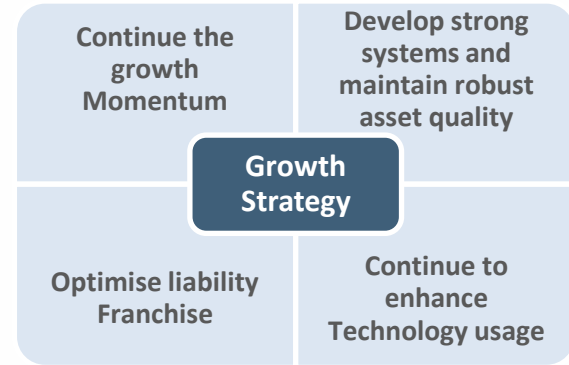 Continue the
growth
Momentum
Develop strong
systems and
maintain robust
asset quality
Growth
Strategy
Optimise liability
Franchise
Continue to
enhance
Technology usage